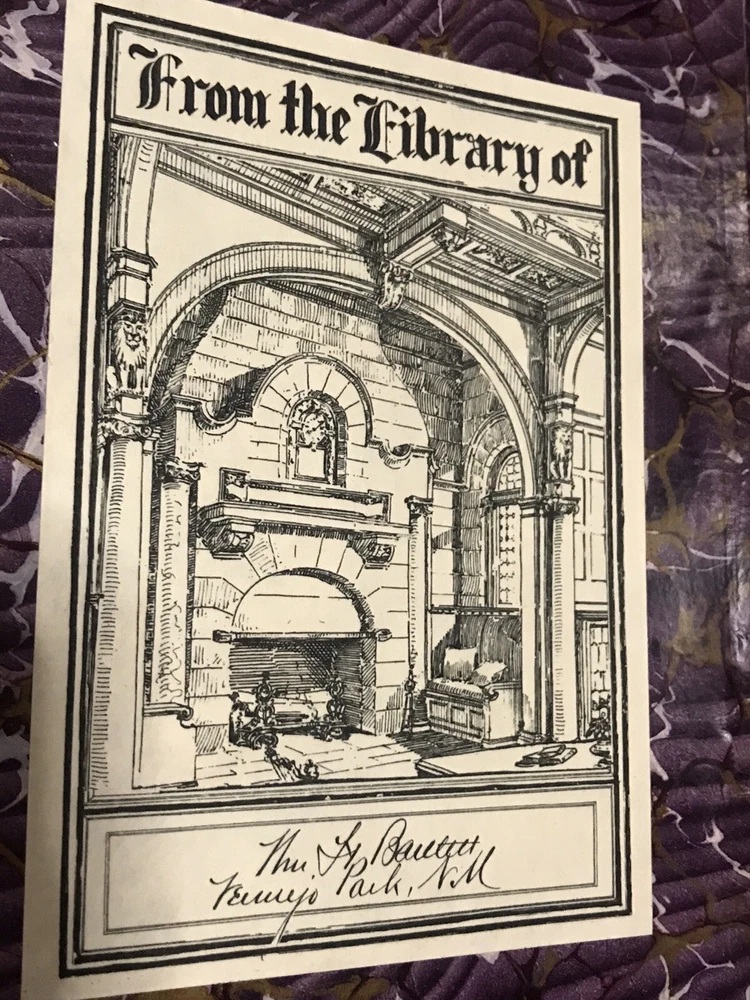 From the Library of
Wm. H. Bartlett
Vermejo Park, N.M